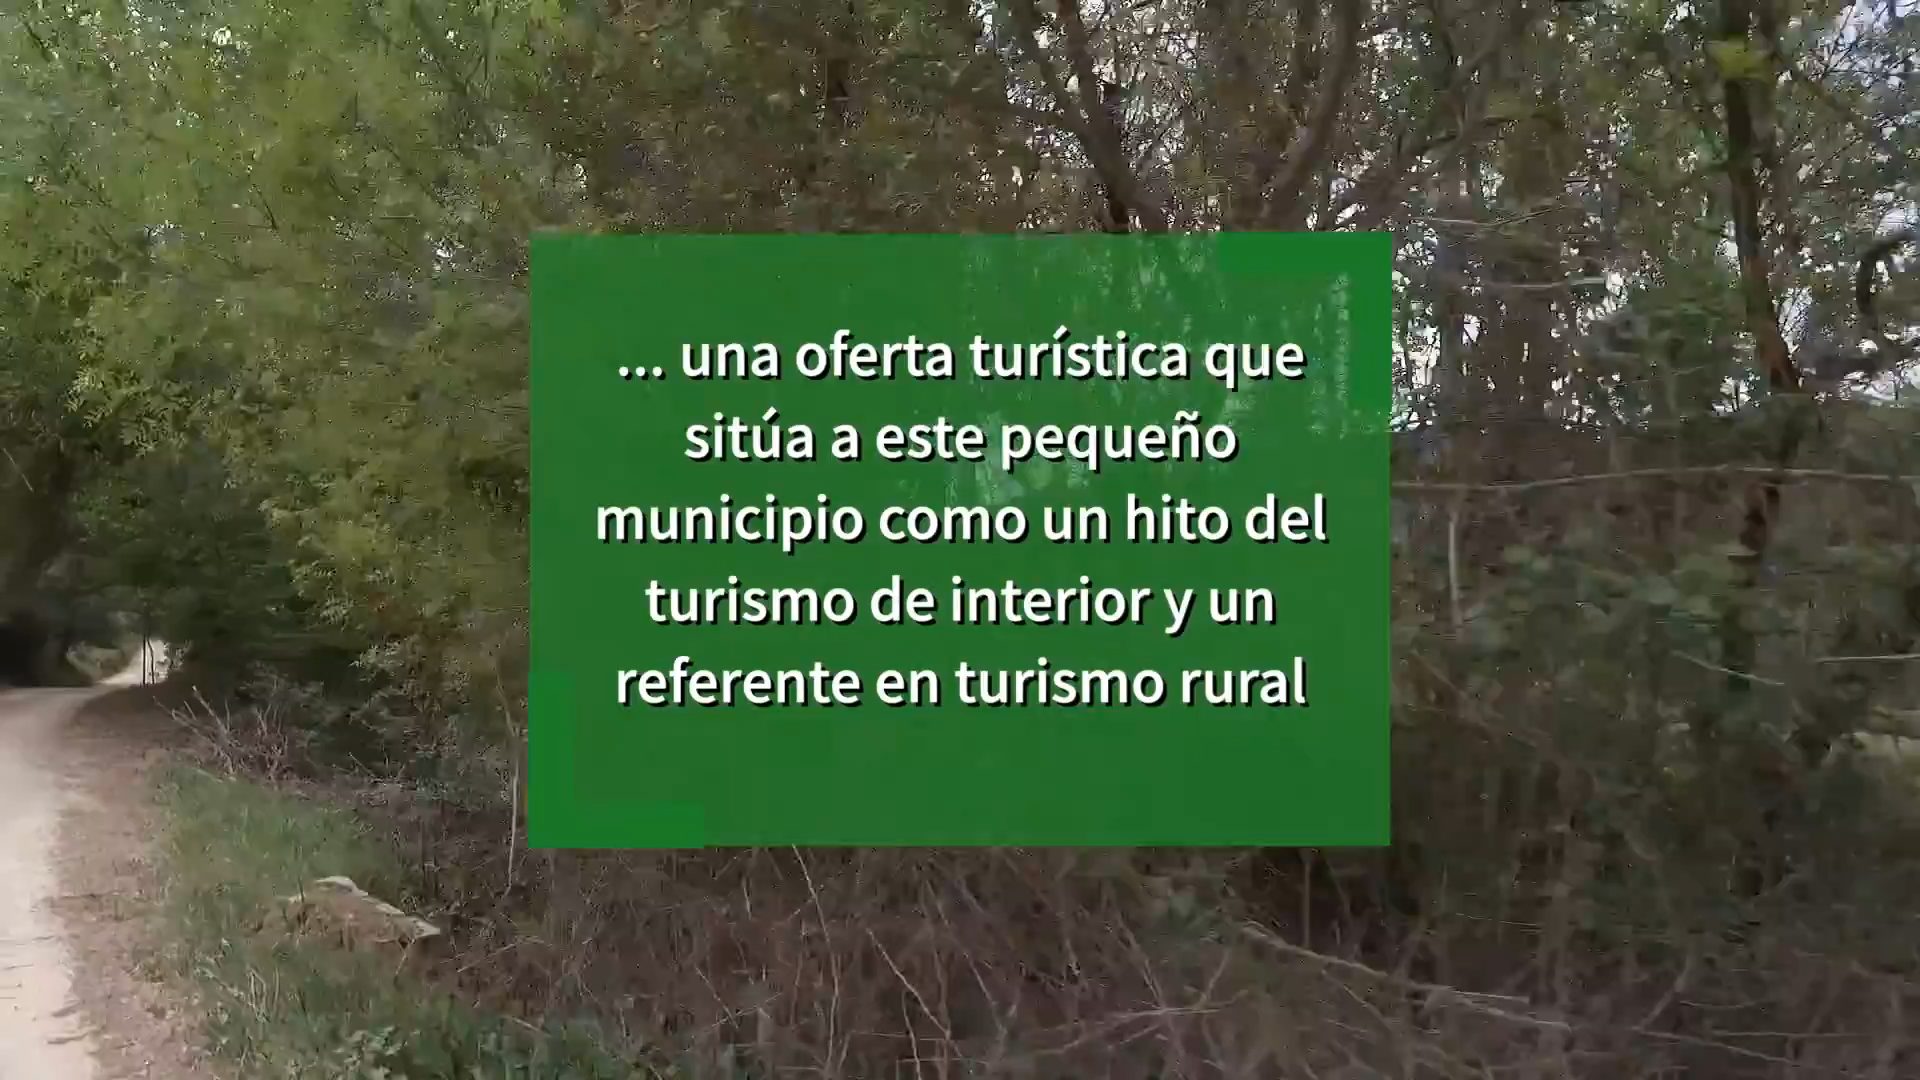 ... una oferta turística que
sitúa a este pequeño
municipio como un hito del
turismo de interior y un
referente en turismo rural